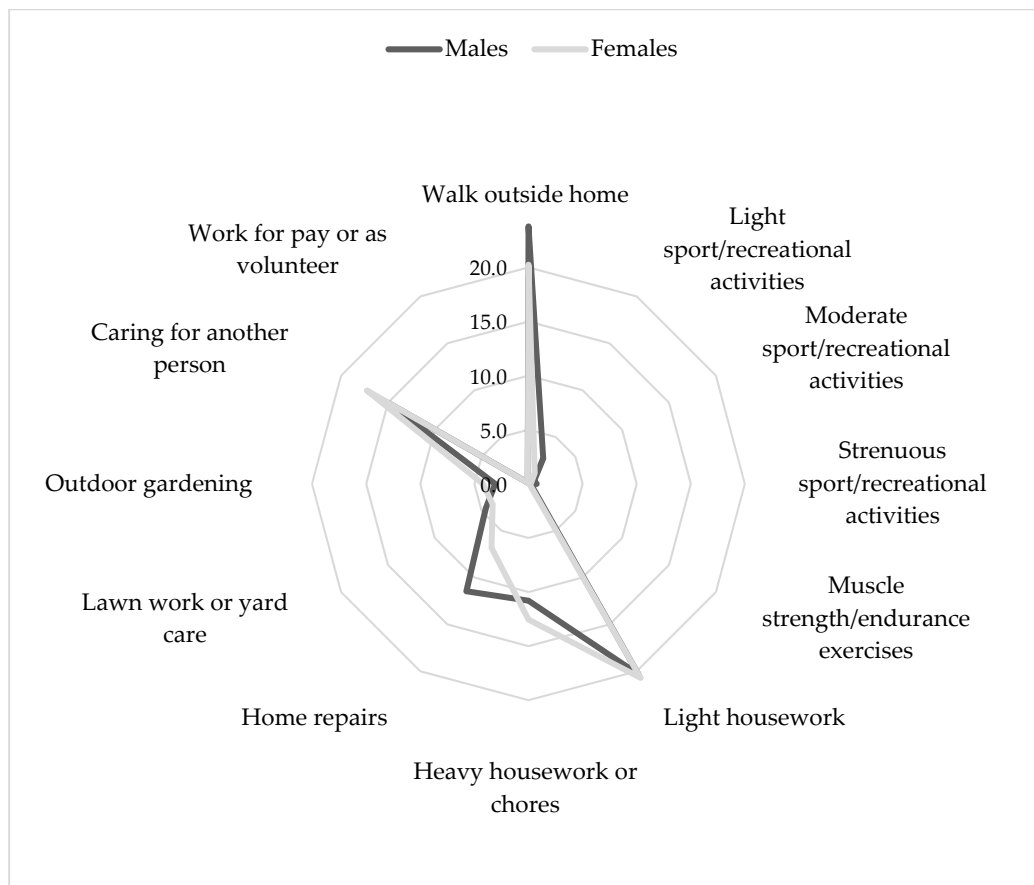 Males Females
Walk outside home
Light
sport/recreational
activities
Moderate
sport/recreational
activities
Strenuous
sport/recreational
activities
Muscle
strength/endurance
exercises
Light housework
Heavy housework or
chores
Home repairs
Lawn work or yard
care
Outdoor gardening
Caring for another
person
Work for pay or as
volunteer
20.0
15.0
10.0
5.0
0.0